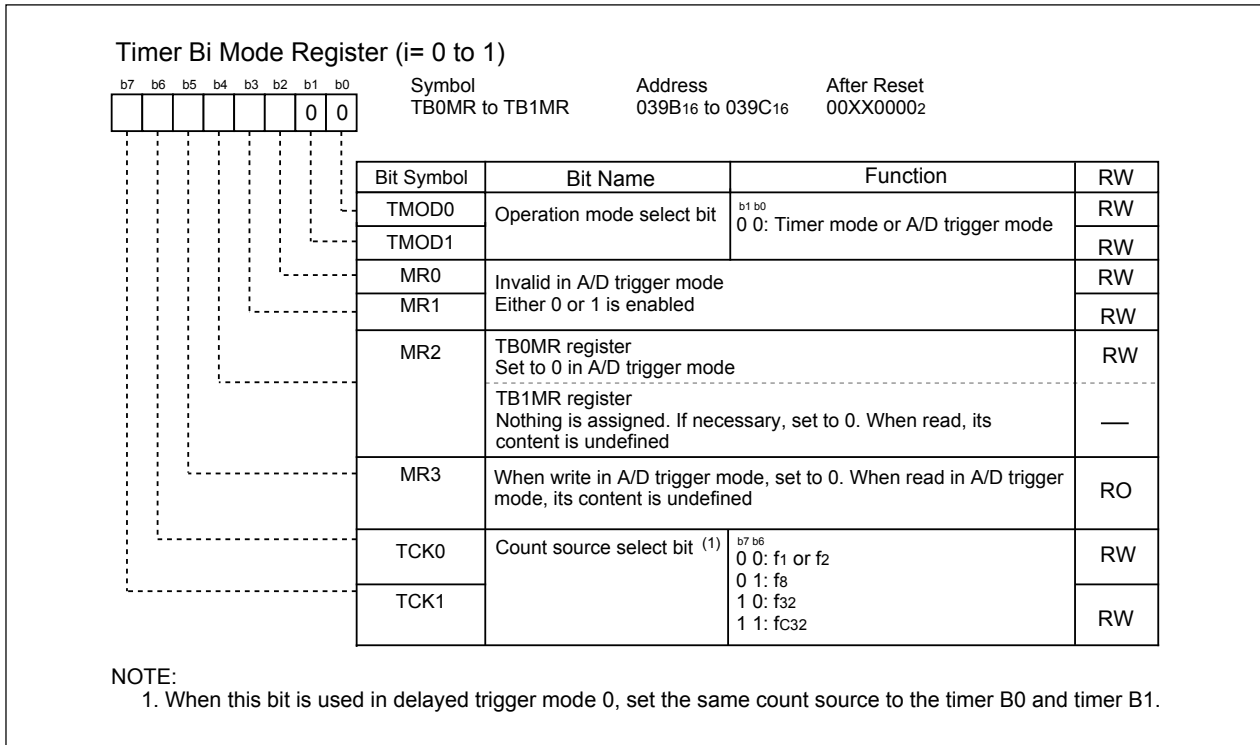 Timer Bi Mode Register (i= 0 to 1)
b7 b6 b5 b4 b3 b2 b1 b0
0 0
Symbol Address After Reset
TB0MR to TB1MR 039B16 to 039C16 00XX00002
Bit Symbol Bit Name Function RW
TMOD0 Operation mode select bit b1 b0 RW
0 0: Timer mode or A/D trigger mode
TMOD1 RW
MR0 Invalid in A/D trigger mode RW
MR1 Either 0 or 1 is enabled RW
MR2 TB0MR register RW
Set to 0 in A/D trigger mode
TB1MR register
Nothing is assigned. If necessary, set to 0. When read, its —
content is undefined
MR3 When write in A/D trigger mode, set to 0. When read in A/D trigger RO
mode, its content is undefined
TCK0 Count source select bit (1) b7 b6 RW
0 0: f1 or f2
0 1: f8
TCK1 1 0: f32 RW
1 1: fC32
NOTE:
1. When this bit is used in delayed trigger mode 0, set the same count source to the timer B0 and timer B1.